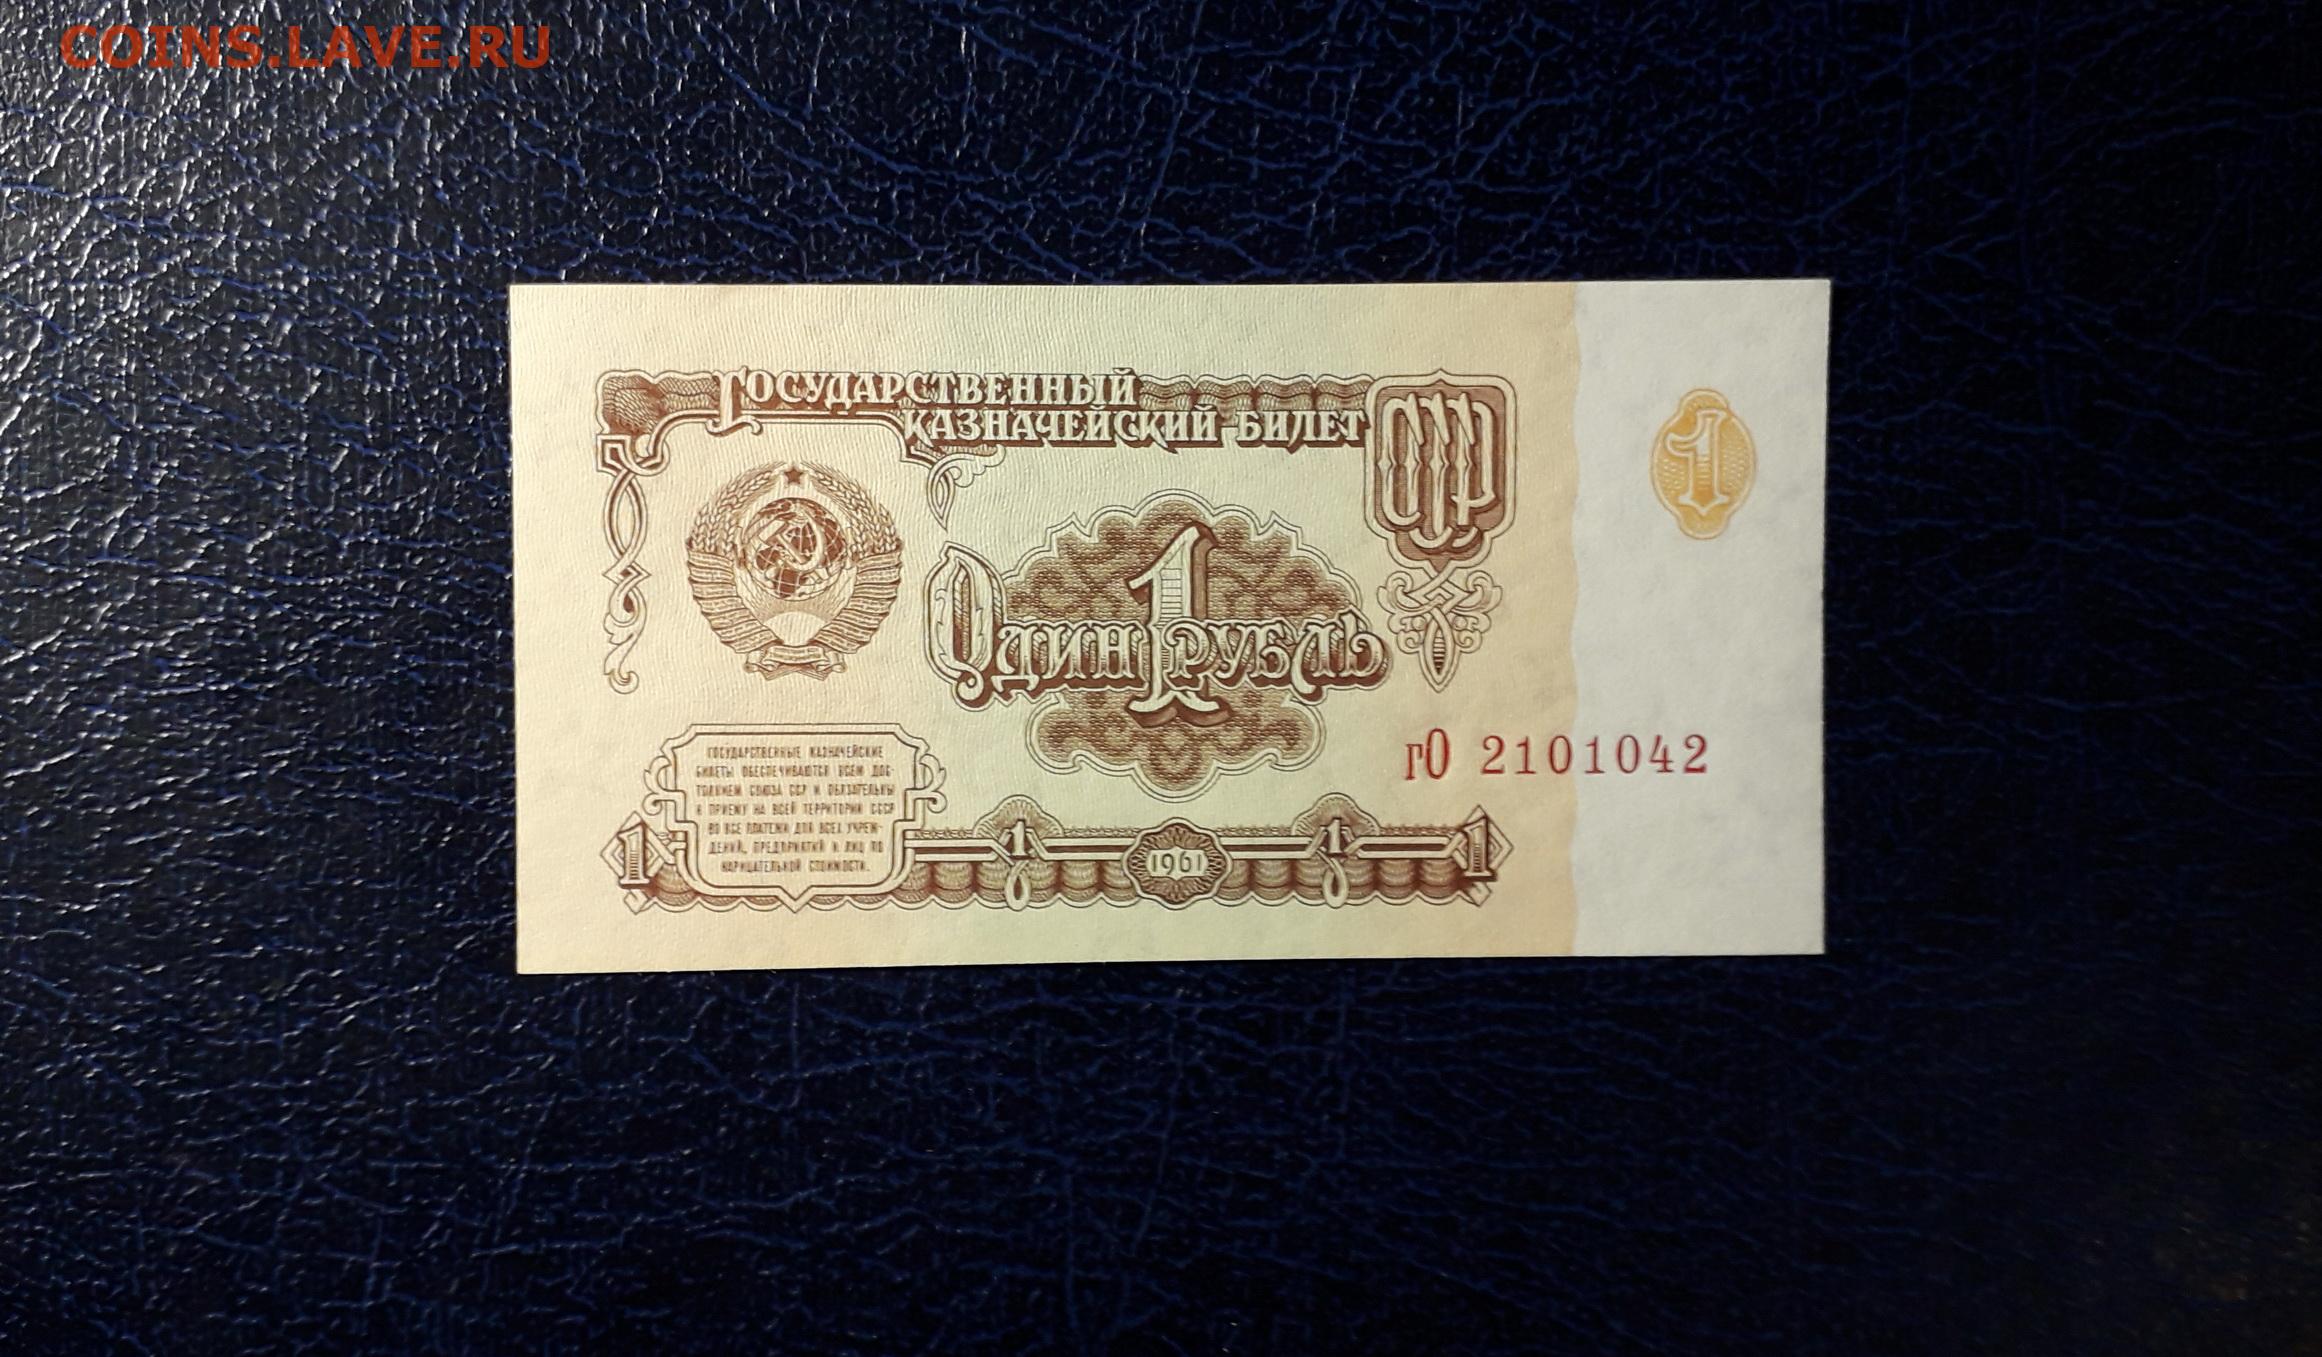 COINS.LAVE.RU
Государственный
казначейский билет
СССР
1
Один 1 рубль
гО 2101042
ГОСУДАРСТВЕННЫЕ КАЗНАЧЕЙСКИЕ
БИЛЕТЫ ОБЕСПЕЧИВАЮТСЯ ВСЕМ ДОС-
ТОЯНИЕМ СОЮЗА ССР И ОБЯЗАТЕЛЬНЫ
К ПРИЕМУ НА ВСЕЙ ТЕРРИТОРИИ СССР
ВО ВСЕ ПЛАТЕЖИ ДЛЯ ВСЕХ УЧРЕЖ-
ДЕНИЙ, ПРЕДПРИЯТИЙ И ЛИЦ ПО
НАРИЦАТЕЛЬНОЙ СТОИМОСТИ.
1 1 1961 1 1